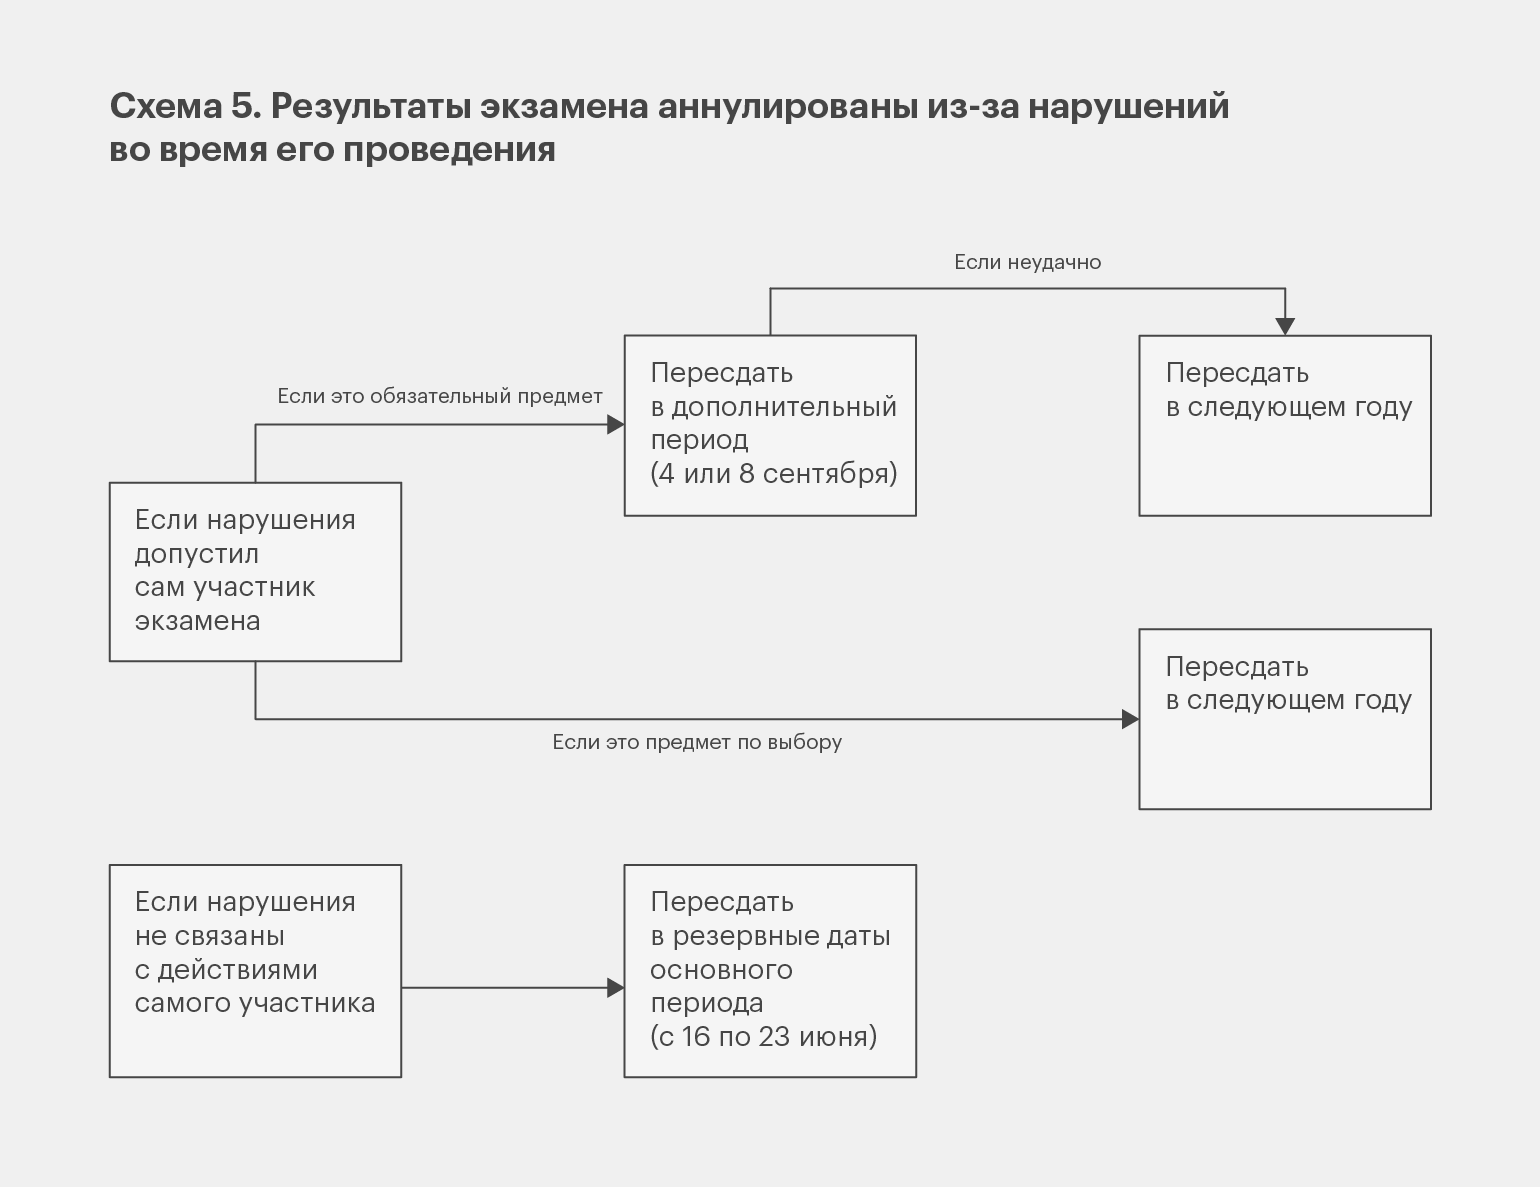 Схема 5. Результаты экзамена аннулированы из-за нарушений
во время его проведения
Если неудачно
Если это обязательный предмет
Пересдать
в дополнительный
период
(4 или 8 сентября)
Пересдать
в следующем году
Если нарушения
допустил
сам участник
экзамена
Пересдать
в следующем году
Если это предмет по выбору
Если нарушения
не связаны
с действиями
самого участника
Пересдать
в резервные даты
основного
периода
(с 16 по 23 июня)